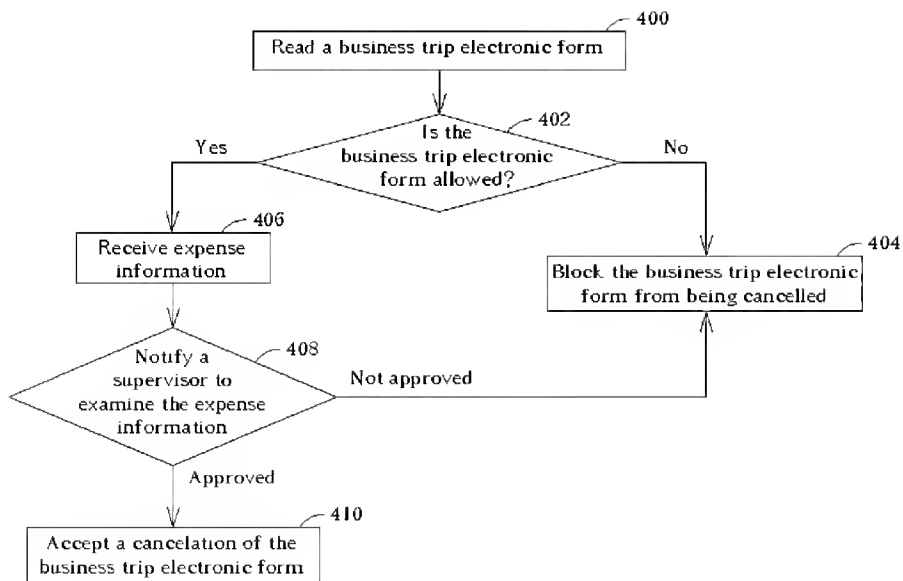 400
Read a business trip electronic form
402
Is the
business trip electronic
form allowed?
Yes
No
406
Receive expense
information
404
Block the business trip electronic
form from being cancelled
408
Notify a
supervisor to
examine the expense
information
Not approved
Approved
410
Accept a cancelation of the
business trip electronic form